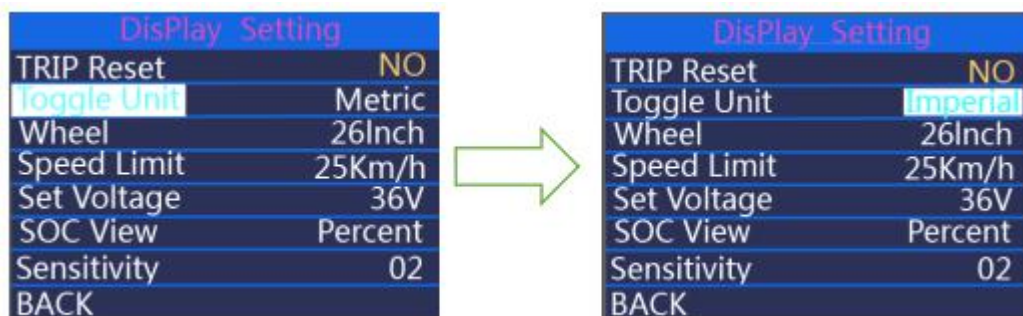 DisPlay Setting
TRIP Reset NO
Toggle Unit Metric
Wheel 26Inch
Speed Limit 25Km/h
Set Voltage 36V
SOC View Percent
Sensitivity 02
BACK
DisPlay Setting
TRIP Reset NO
Toggle Unit Imperial
Wheel 26Inch
Speed Limit 25Km/h
Set Voltage 36V
SOC View Percent
Sensitivity 02
BACK